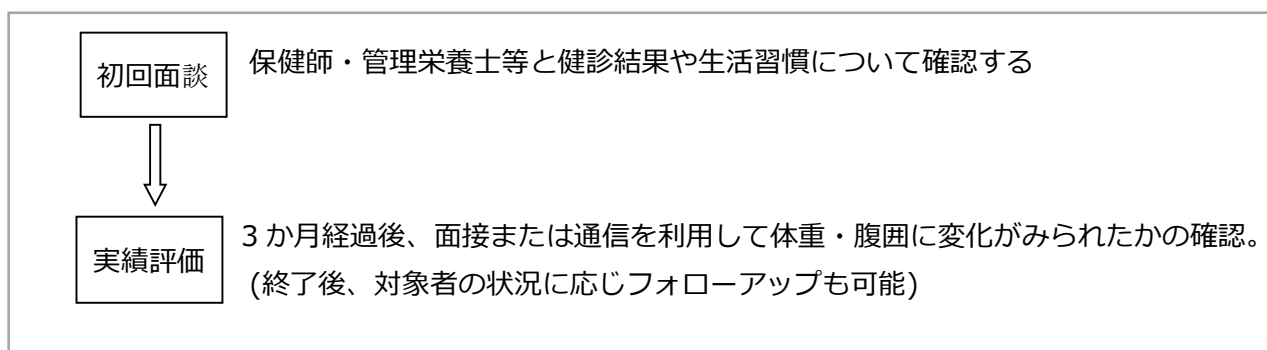 初回面談
保健師・管理栄養士等と健診結果や生活習慣について確認する
実績評価
3 か月経過後、面接または通信を利用して体重・腹囲に変化がみられたかの確認。
(終了後、対象者の状況に応じフォローアップも可能)